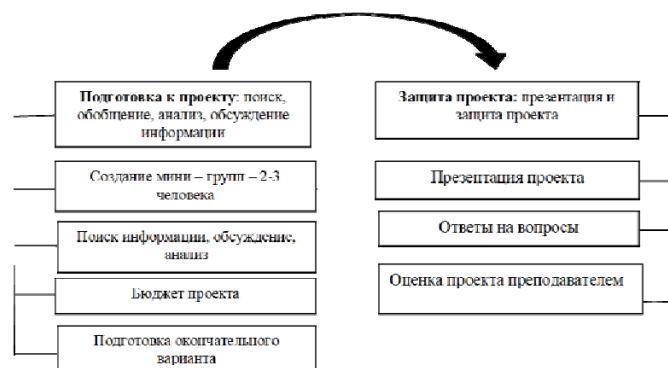 Подготовка к проекту: поиск,
обобщение, анализ, обсуждение
информации
Создание мини – групп – 2-3
человека
Поиск информации, обсуждение,
анализ
Бюджет проекта
Подготовка окончательного
варианта
Защита проекта: презентация и
защита проекта
Презентация проекта
Ответы на вопросы
Оценка проекта преподавателем